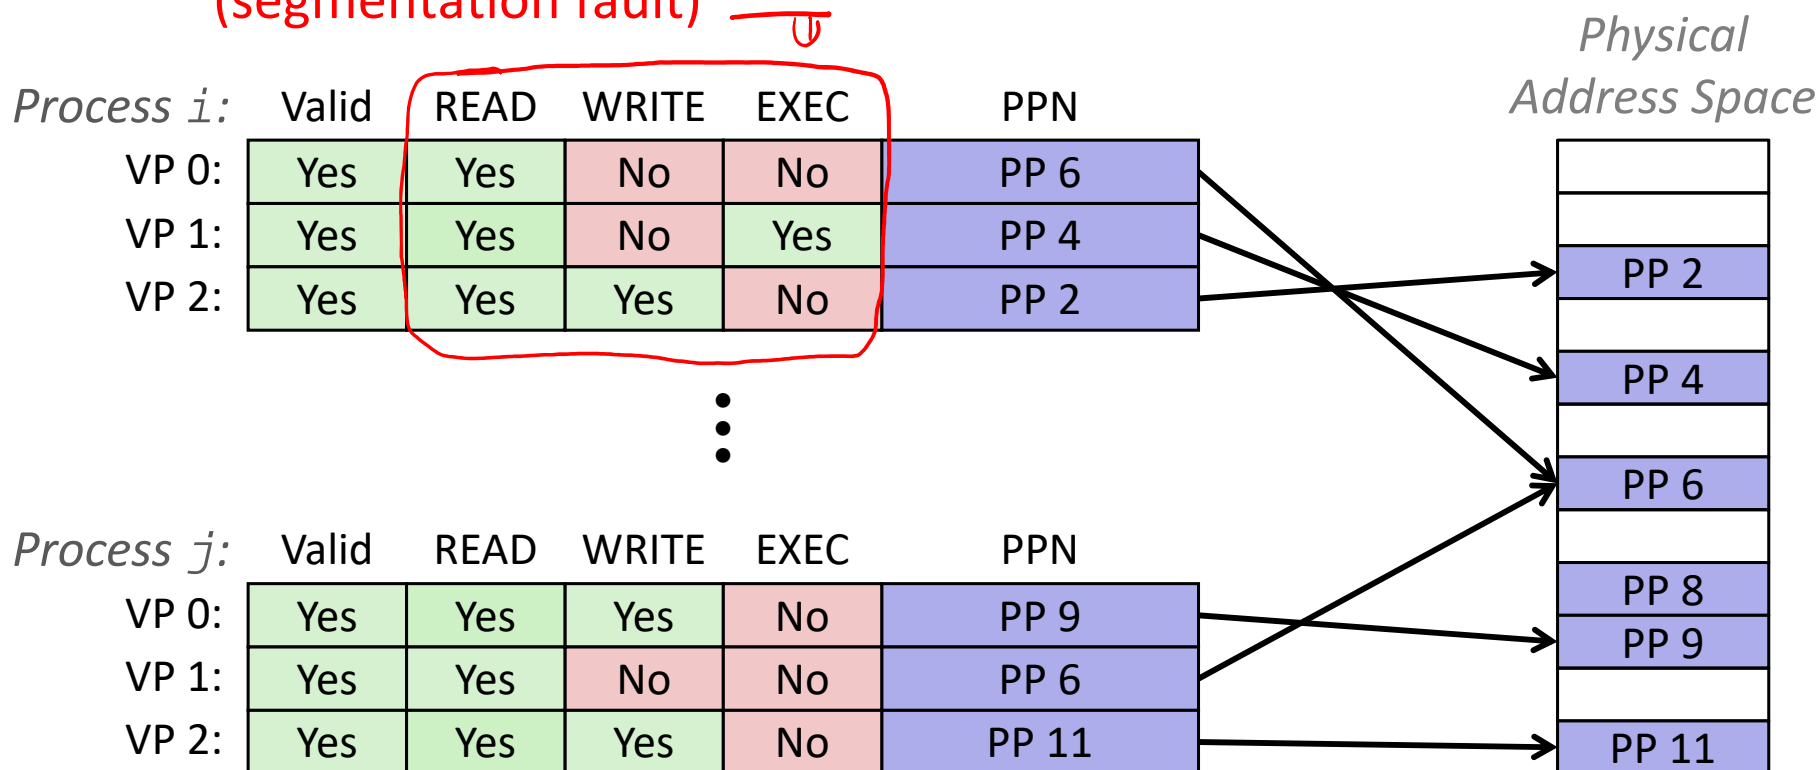 (segmentation fault)
Physical
Address Space
Process i: Valid READ WRITE EXEC PPN
VP 0: Yes Yes No No PP 6
VP 1: Yes Yes No Yes PP 4
VP 2: Yes Yes Yes No PP 2
PP 2
PP 4
PP 6
Process j: Valid READ WRITE EXEC PPN
VP 0: Yes Yes Yes No PP 9
VP 1: Yes Yes No No PP 6
VP 2: Yes Yes Yes No PP 11
PP 8
PP 9
PP 11